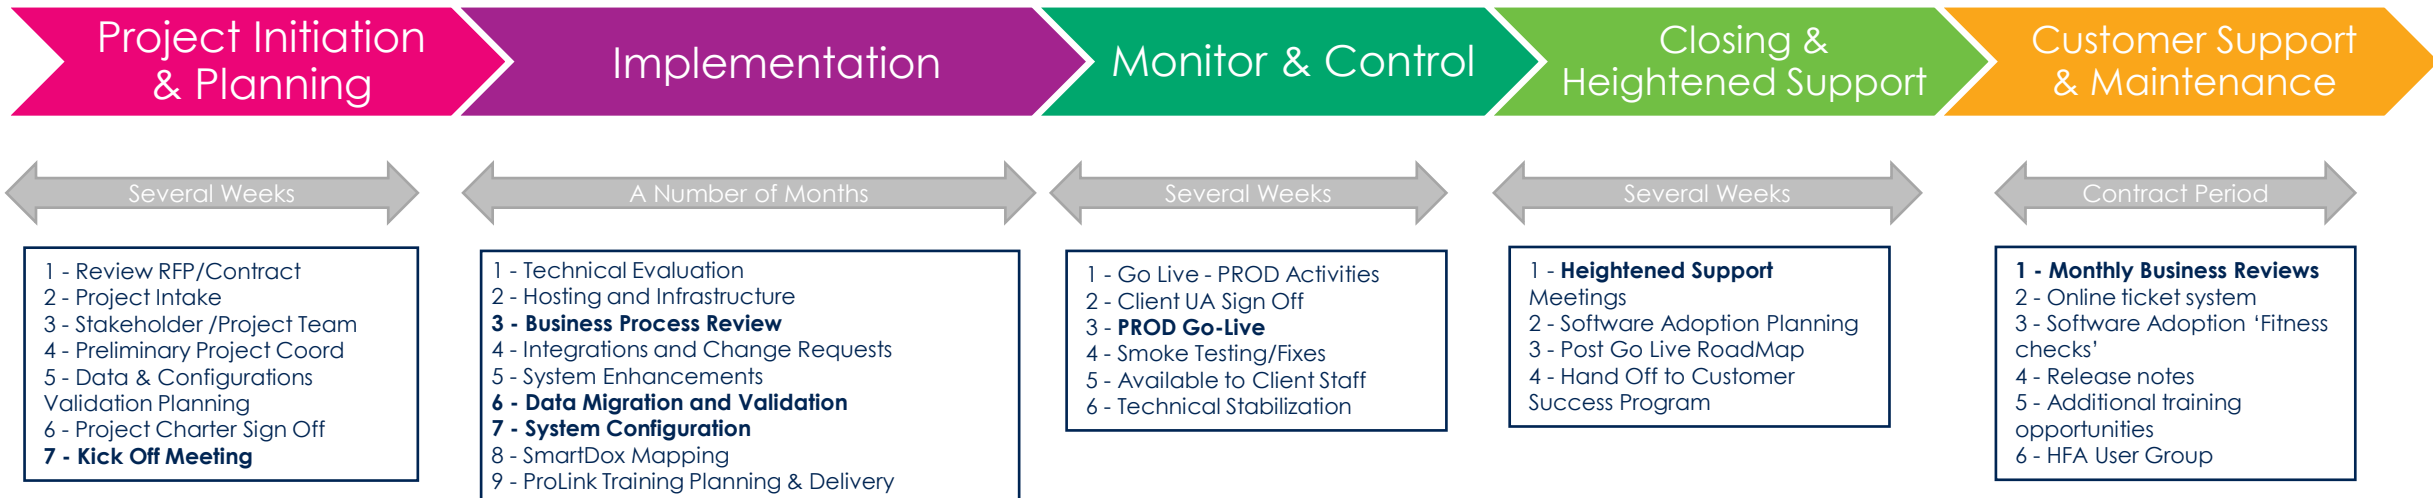 Project Initiation
& Planning
Implementation
Monitor & Control
Closing &
Heightened Support
Customer Support
& Maintenance
Several Weeks
A Number of Months
Several Weeks
Several Weeks
Contract Period
1 - Review RFP/Contract
2 - Project Intake
3 - Stakeholder /Project Team
4 - Preliminary Project Coord
5 - Data & Configurations
Validation Planning
6 - Project Charter Sign Off
7 - Kick Off Meeting
1 - Technical Evaluation
2 - Hosting and Infrastructure
3 - Business Process Review
4 - Integrations and Change Requests
5 - System Enhancements
6 - Data Migration and Validation
7 - System Configuration
8 - SmartDox Mapping
9 - ProLink Training Planning & Delivery
1 - Go Live - PROD Activities
2 - Client UA Sign Off
3 - PROD Go-Live
4 - Smoke Testing/Fixes
5 - Available to Client Staff
6 - Technical Stabilization
1 - Heightened Support
Meetings
2 - Software Adoption Planning
3 - Post Go Live RoadMap
4 - Hand Off to Customer
Success Program
1 - Monthly Business Reviews
2 - Online ticket system
3 - Software Adoption ‘Fitness
checks’
4 - Release notes
5 - Additional training
opportunities
6 - HFA User Group